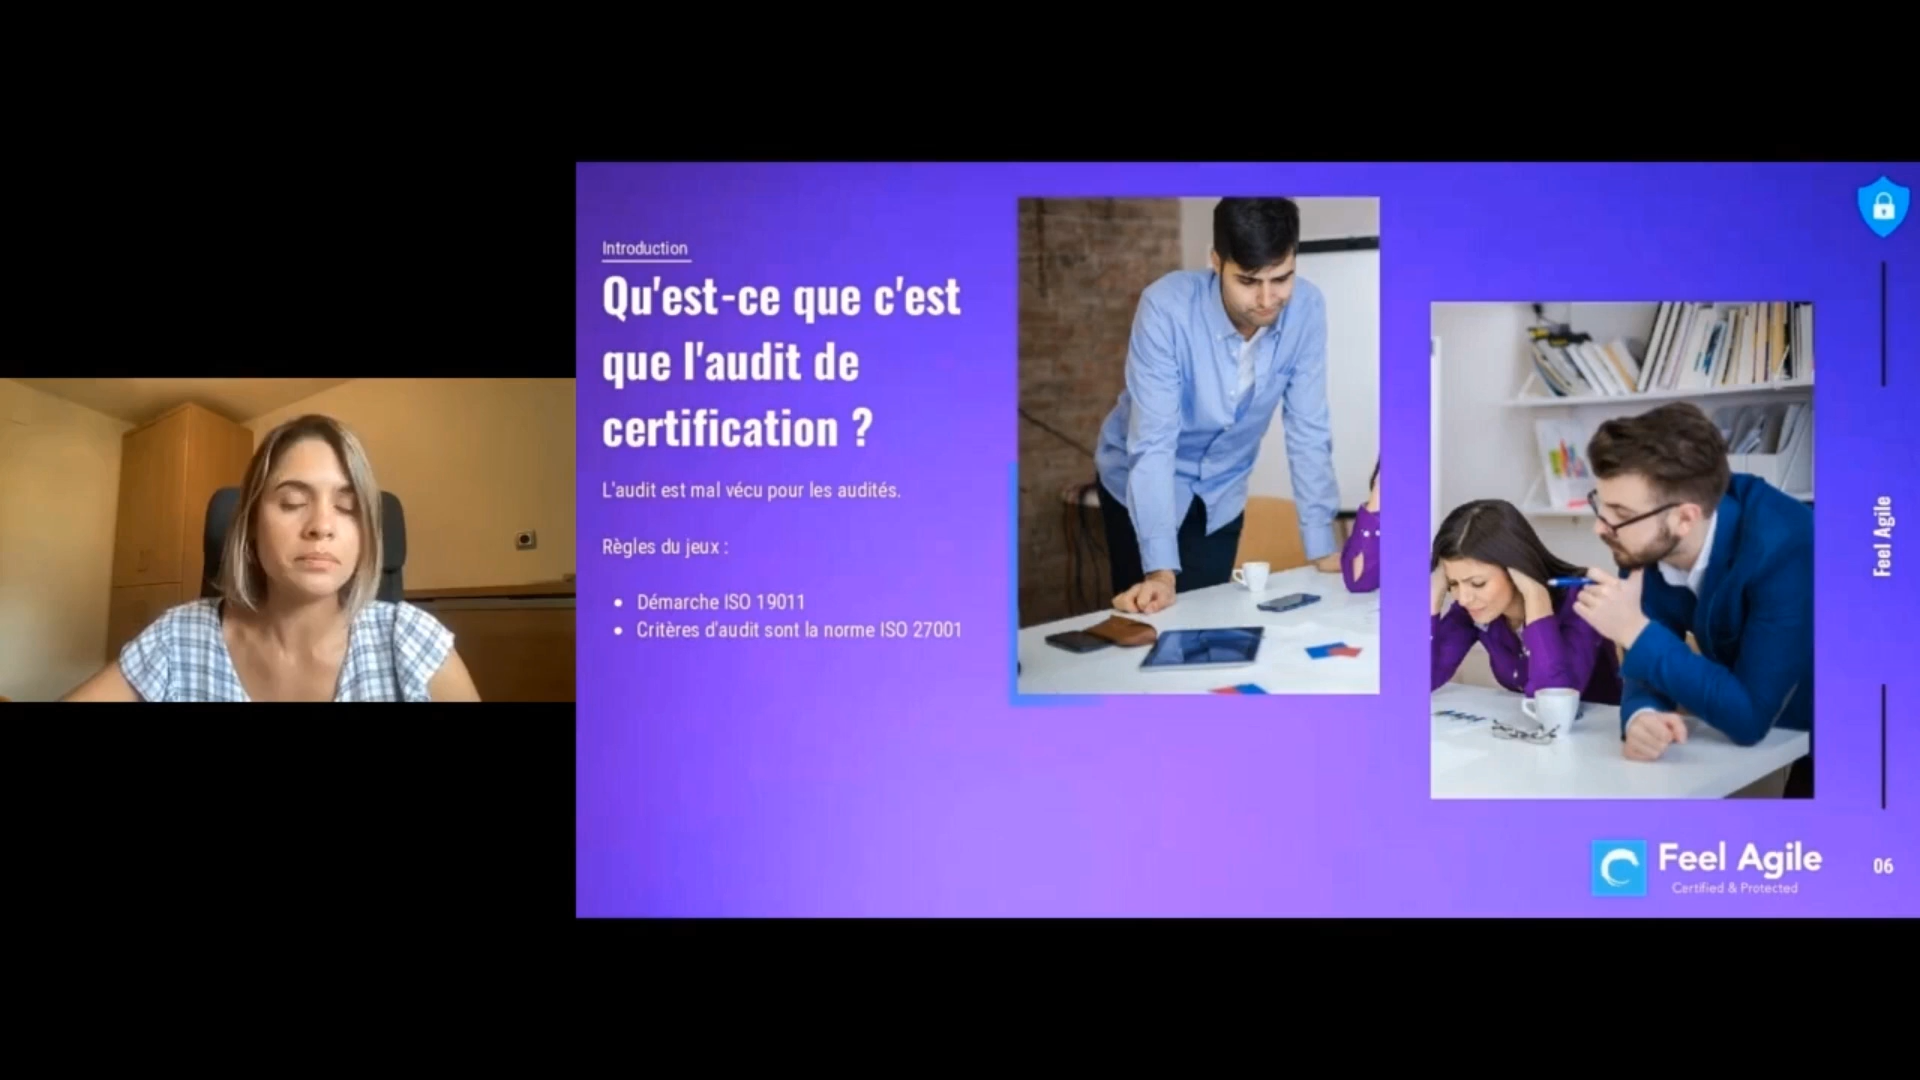 Introduction
Qu'est-ce que c'est
que l'audit de
certification ?
L'audit est mal vécu pour les audités.
Règles du jeux :
• Démarche ISO 19011
• Critères d'audit sont la norme ISO 27001
Feel Agile
Feel Agile
Certified & Protected
06